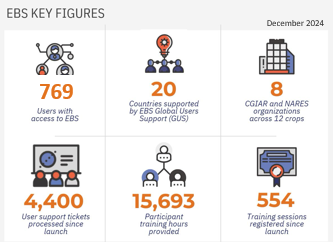 EBS KEY FIGURES
December 2024
769
Users with
access to EBS
20
Countries supported
by EBS Global Users
Support (GUS)
8
CGIAR and NARES
organizations
across 12 crops
4,400
User support tickets
processed since
launch
15,693
Participant
training hours
provided
554
Training sessions
registered since
launch